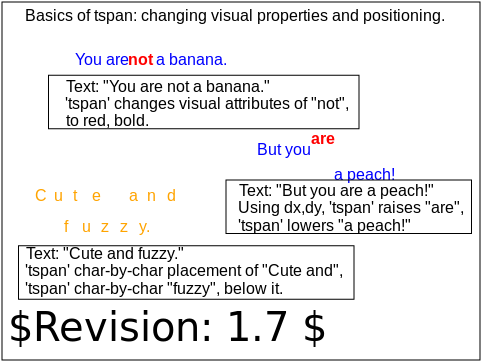 Basics of tspan: changing visual properties and positioning.
You are not a banana.
Text: "You are not a banana."
'tspan' changes visual attributes of "not",
to red, bold.
But you are
a peach!
Text: "But you are a peach!"
Using dx,dy, 'tspan' raises "are",
'tspan' lowers "a peach!"
Cute and
fuzzy.
Text: "Cute and fuzzy."
'tspan' char-by-char placement of "Cute and",
'tspan' char-by-char "fuzzy", below it.
$Revision: 1.7 $